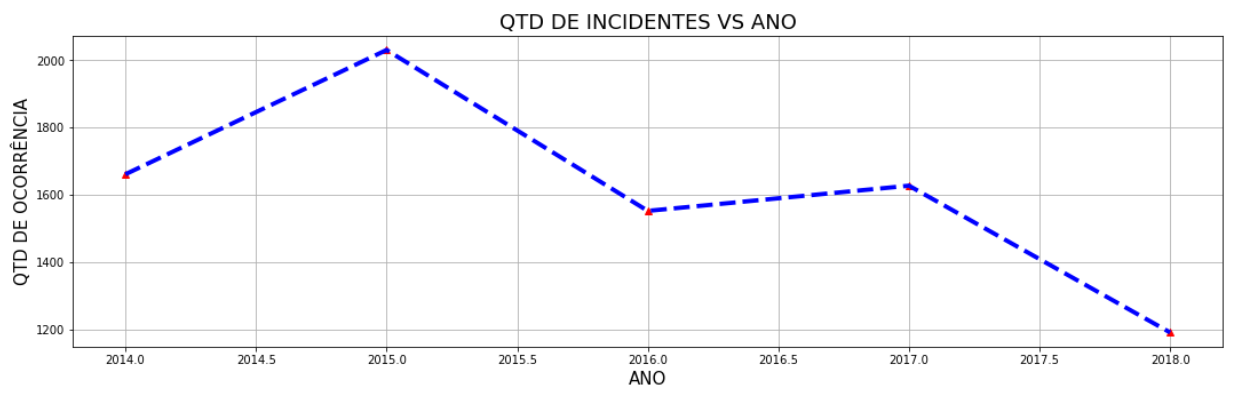 QTD DE INCIDENTES VS ANO
QTD DE OCORRÊNCIA
2000
1800
1600
1400
1200
2014.0 2014.5 2015.0 2015.5 2016.0 2016.5 2017.0 2017.5 2018.0
ANO